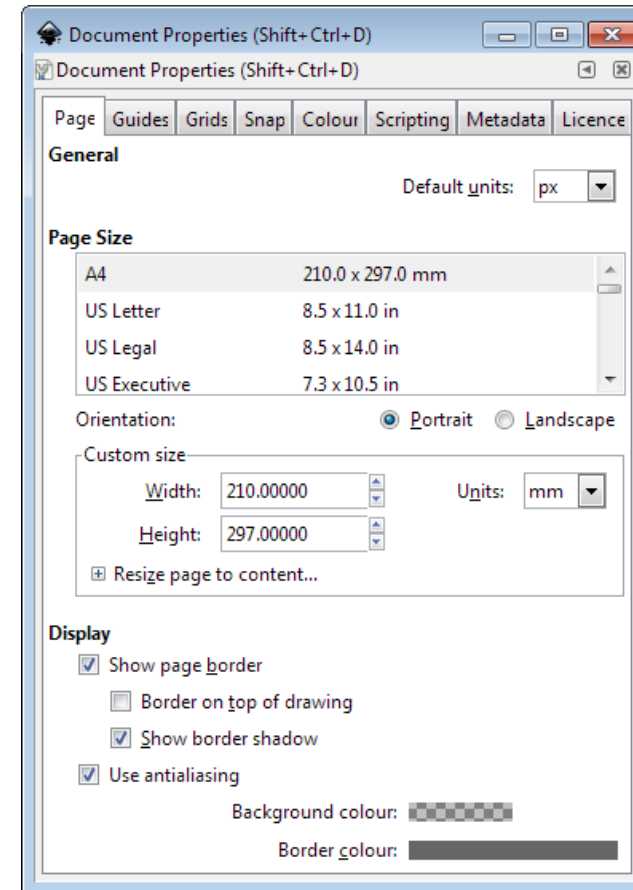 Document Properties (Shift+Ctrl+D)
Document Properties (Shift+Ctrl+D)
Page Guides Grids Snap Colour Scripting Metadata Licence
General
Default units: px
Page Size
A4 210.0 x 297.0 mm
US Letter 8.5 x 11.0 in
US Legal 8.5 x 14.0 in
US Executive 7.3 x 10.5 in
Orientation: Portrait Landscape
Custom size
Width: 210.00000 Units: mm
Height: 297.00000
Resize page to content...
Display
Show page border
Border on top of drawing
Show border shadow
Use antialiasing
Background colour:
Border colour: